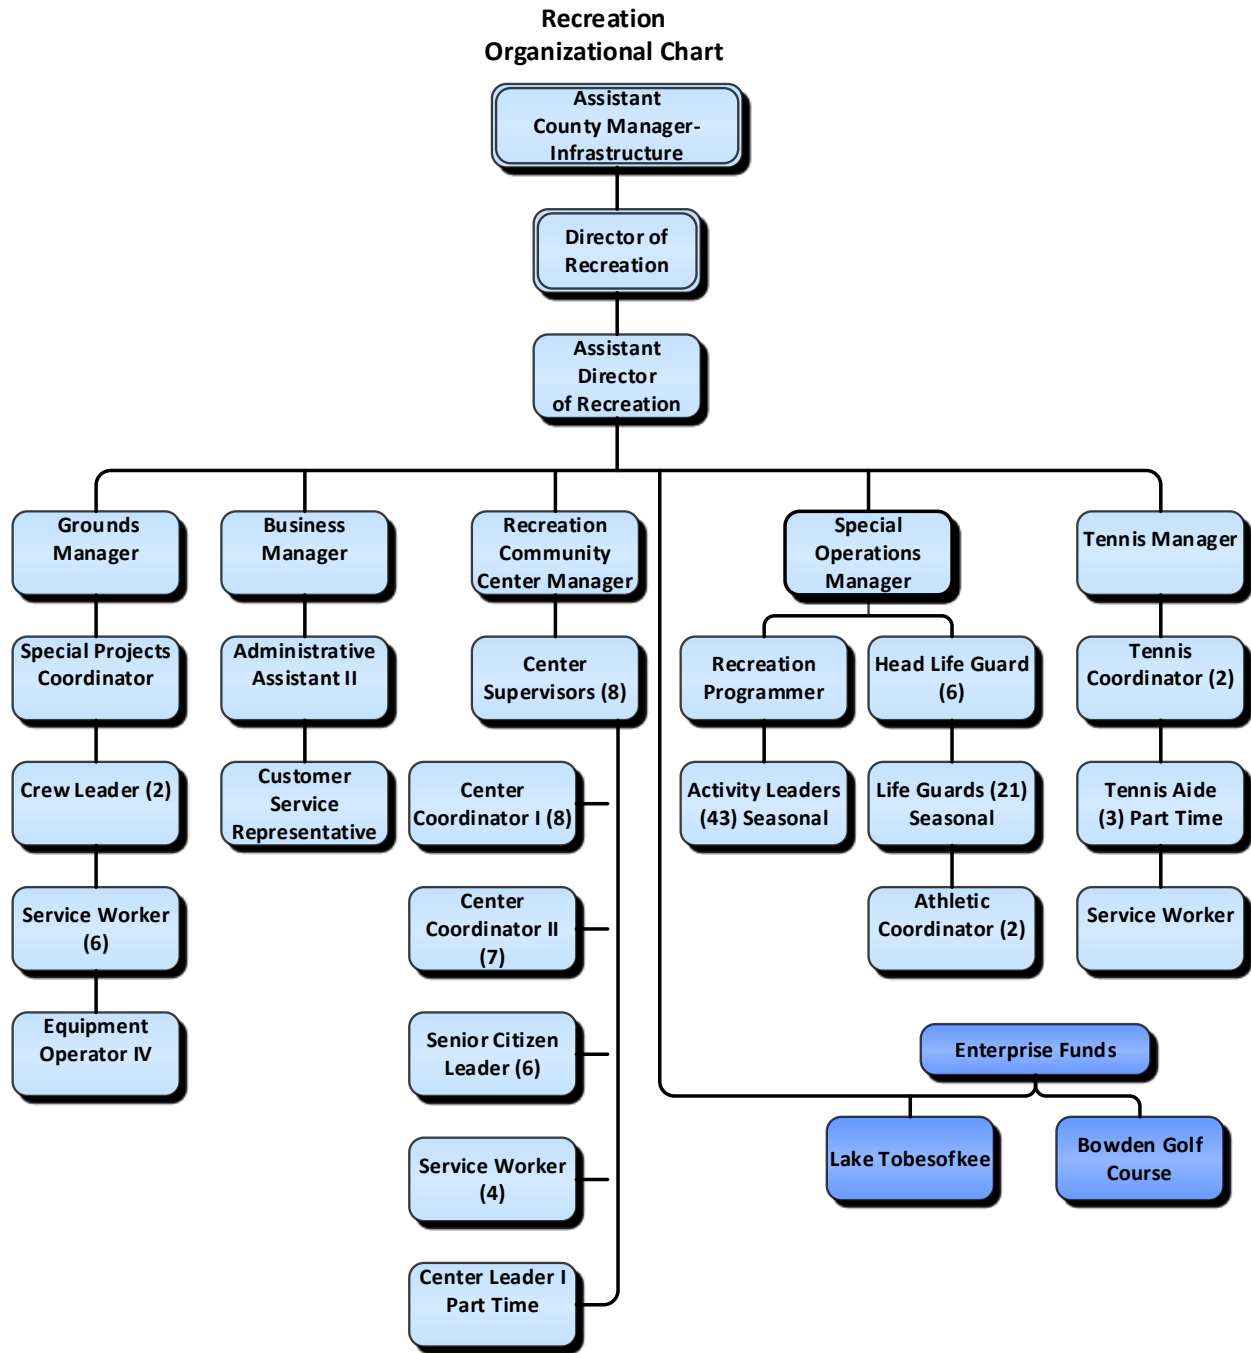 Recreation
Organizational Chart
Assistant
County Manager-
Infrastructure
Director of
Recreation
Assistant
Director
of Recreation
Grounds
Manager
Business
Manager
Recreation
Community
Center Manager
Special
Operations
Manager
Tennis Manager
Special Projects
Coordinator
Administrative
Assistant II
Center
Supervisors (8)
Recreation
Programmer
Head Life Guard
(6)
Tennis
Coordinator (2)
Crew Leader (2)
Customer
Service
Representative
Center
Coordinator I (8)
Activity Leaders
(43) Seasonal
Life Guards (21)
Seasonal
Tennis Aide
(3) Part Time
Service Worker
(6)
Center
Coordinator II
(7)
Athletic
Coordinator (2)
Service Worker
Equipment
Operator IV
Senior Citizen
Leader (6)
Enterprise Funds
Service Worker
(4)
Lake Tobesofkee
Bowden Golf
Course
Center Leader I
Part Time